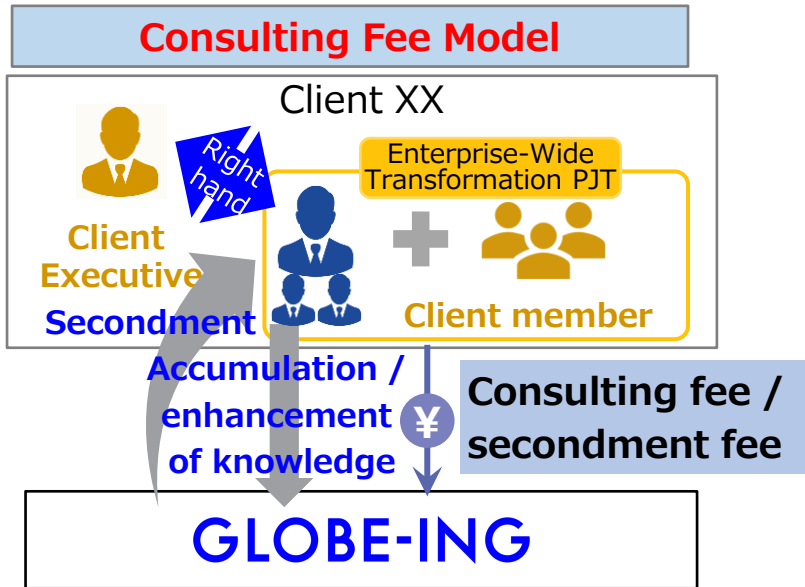 Consulting Fee Model
Client XX
Right
hand
Enterprise-Wide
Transformation PJT
Client
Executive
Client member
Secondment
Accumulation /
enhancement
of knowledge
¥
Consulting fee /
secondment fee
GLOBE-ING